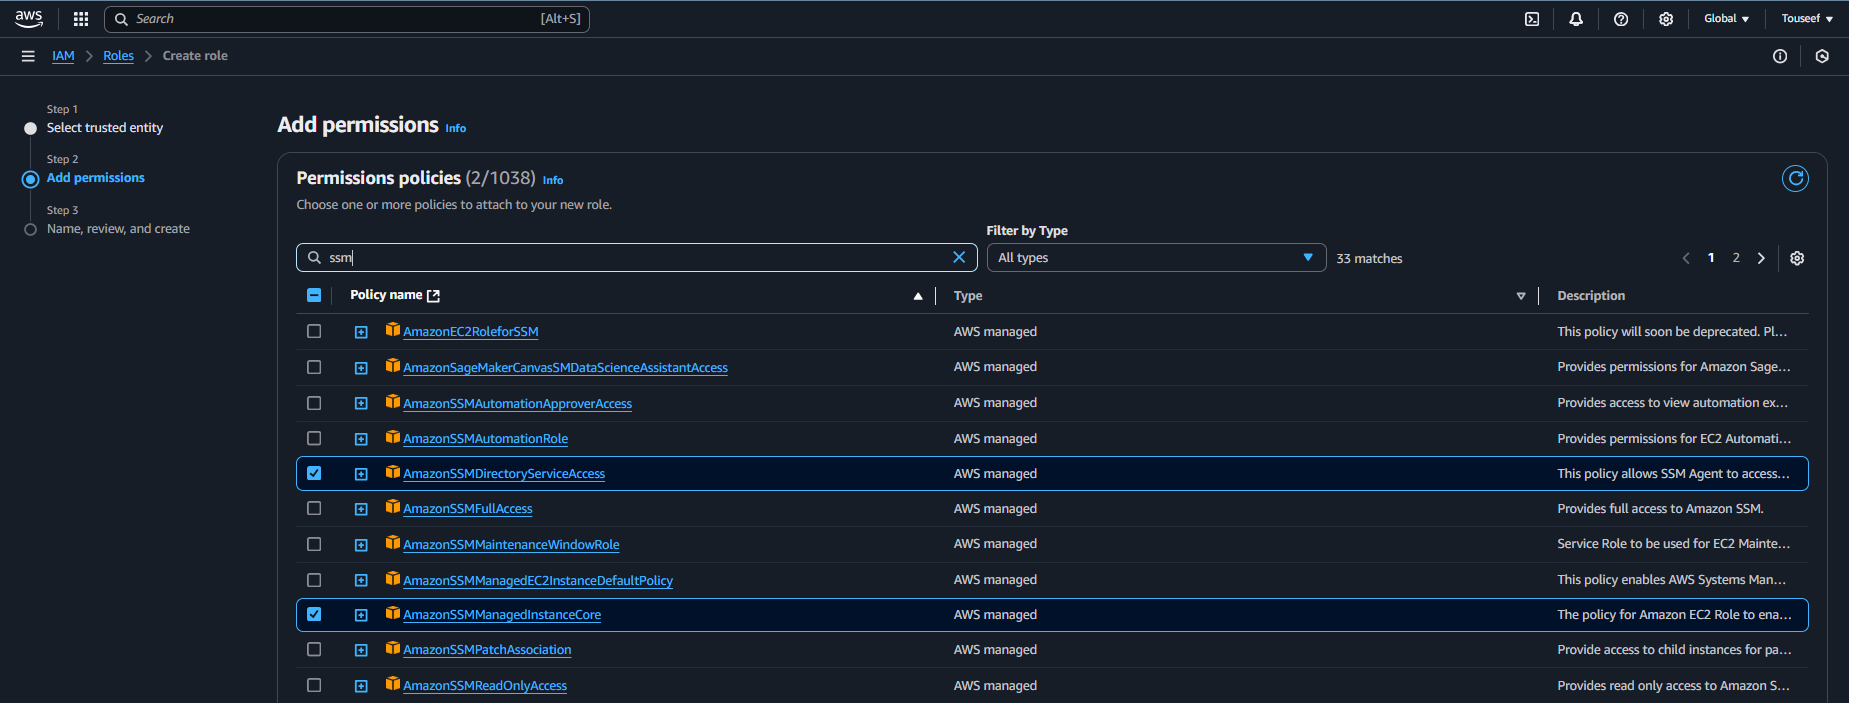 aws
Search [Alt+S] Global Touseef
IAM > Roles > Create role
Step 1
Select trusted entity
Step 2
Add permissions
Step 3
Name, review, and create
Add permissions Info
Permissions policies (2/1038) Info
Choose one or more policies to attach to your new role.
Filter by Type
ssm All types 33 matches 1 2
Policy name Type Description
AmazonEC2RoleforSSM AWS managed This policy will soon be deprecated. Pl...
AmazonSageMakerCanvasSMDataScienceAssistantAccess AWS managed Provides permissions for Amazon Sage...
AmazonSSMAutomationApproverAccess AWS managed Provides access to view automation ex...
AmazonSSMAutomationRole AWS managed Provides permissions for EC2 Automati...
AmazonSSMDirectoryServiceAccess AWS managed This policy allows SSM Agent to access...
AmazonSSMFullAccess AWS managed Provides full access to Amazon SSM.
AmazonSSMMaintenanceWindowRole AWS managed Service Role to be used for EC2 Mainte...
AmazonSSMManagedEC2InstanceDefaultPolicy AWS managed This policy enables AWS Systems Man...
AmazonSSMManagedInstanceCore AWS managed The policy for Amazon EC2 Role to ena...
AmazonSSMPatchAssociation AWS managed Provide access to child instances for pa...
AmazonSSMReadOnlyAccess AWS managed Provides read only access to Amazon S...